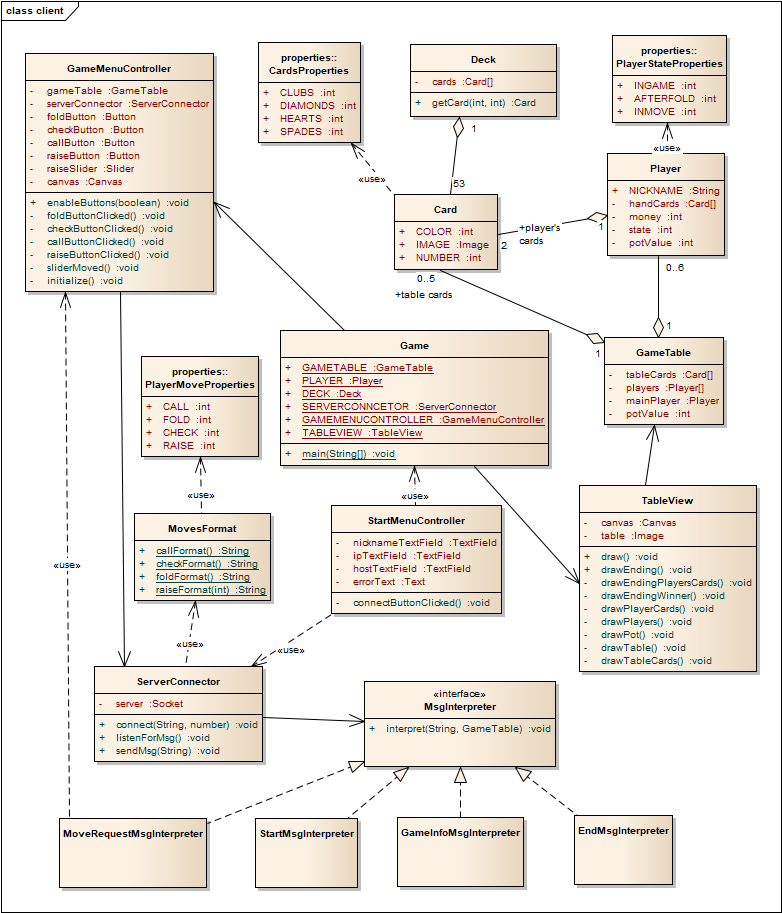 class client
GameMenuController
- gameTable :GameTable
- serverConnector :ServerConnector
- foldButton :Button
- checkButton :Button
- callButton :Button
- raiseButton :Button
- raiseSlider :Slider
- canvas :Canvas
+ enableButtons(boolean) :void
- foldButtonClicked() :void
- checkButtonClicked() :void
- callButtonClicked() :void
- raiseButtonClicked() :void
- sliderMoved() :void
- initialize() :void
properties::
CardsProperties
+ CLUBS :int
+ DIAMONDS :int
+ HEARTS :int
+ SPADES :int
Deck
- cards :Card[]
+ getCard(int, int) :Card
properties::
PlayerStateProperties
+ INGAME :int
+ AFTERFOLD :int
+ INMOVE :int
1
«use»
«use»
53
Player
+ NICKNAME :String
- handCards :Card[]
- money :int
- state :int
- potValue :int
Card
+ COLOR :int
+ IMAGE :Image
+ NUMBER :int
+player's
cards
2
1
0..5
+table cards
0..6
1
1
GameTable
- tableCards :Card[]
- players :Player[]
- mainPlayer :Player
- potValue :int
Game
+ GAMETABLE :GameTable
+ PLAYER :Player
+ DECK :Deck
+ SERVERCONNCETOR :ServerConnector
+ GAMEMENUCONTROLLER :GameMenuController
+ TABLEVIEW :TableView
+ main(String[]) :void
properties::
PlayerMoveProperties
+ CALL :int
+ FOLD :int
+ CHECK :int
+ RAISE :int
«use»
«use»
«use»
MovesFormat
+ callFormat() :String
+ checkFormat() :String
+ foldFormat() :String
+ raiseFormat(int) :String
StartMenuController
- nicknameTextField :TextField
- ipTextField :TextField
- hostTextField :TextField
- errorText :Text
- connectButtonClicked() :void
TableView
- canvas :Canvas
- table :Image
+ draw() :void
+ drawEnding() :void
- drawEndingPlayersCards() :void
- drawEndingWinner() :void
- drawPlayerCards() :void
- drawPlayers() :void
- drawPot() :void
- drawTable() :void
- drawTableCards() :void
«use»
«use»
ServerConnector
- server :Socket
+ connect(String, number) :void
+ listenForMsg() :void
+ sendMsg(String) :void
«interface»
MsgInterpreter
+ interpret(String, GameTable) :void
MoveRequestMsgInterpreter
StartMsgInterpreter
GameInfoMsgInterpreter
EndMsgInterpreter